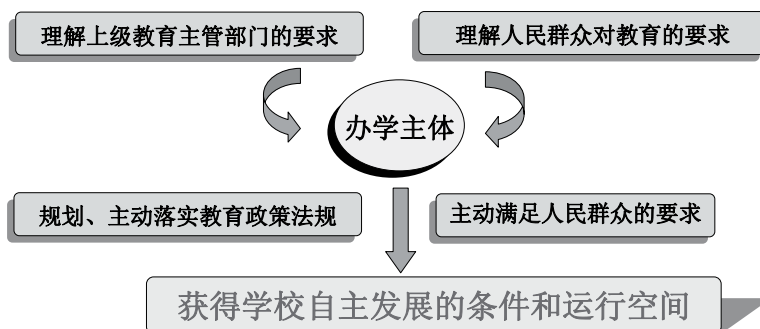 理解上级教育主管部门的要求
理解人民群众对教育的要求
办学主体
规划、主动落实教育政策法规
主动满足人民群众的要求
获得学校自主发展的条件和运行空间